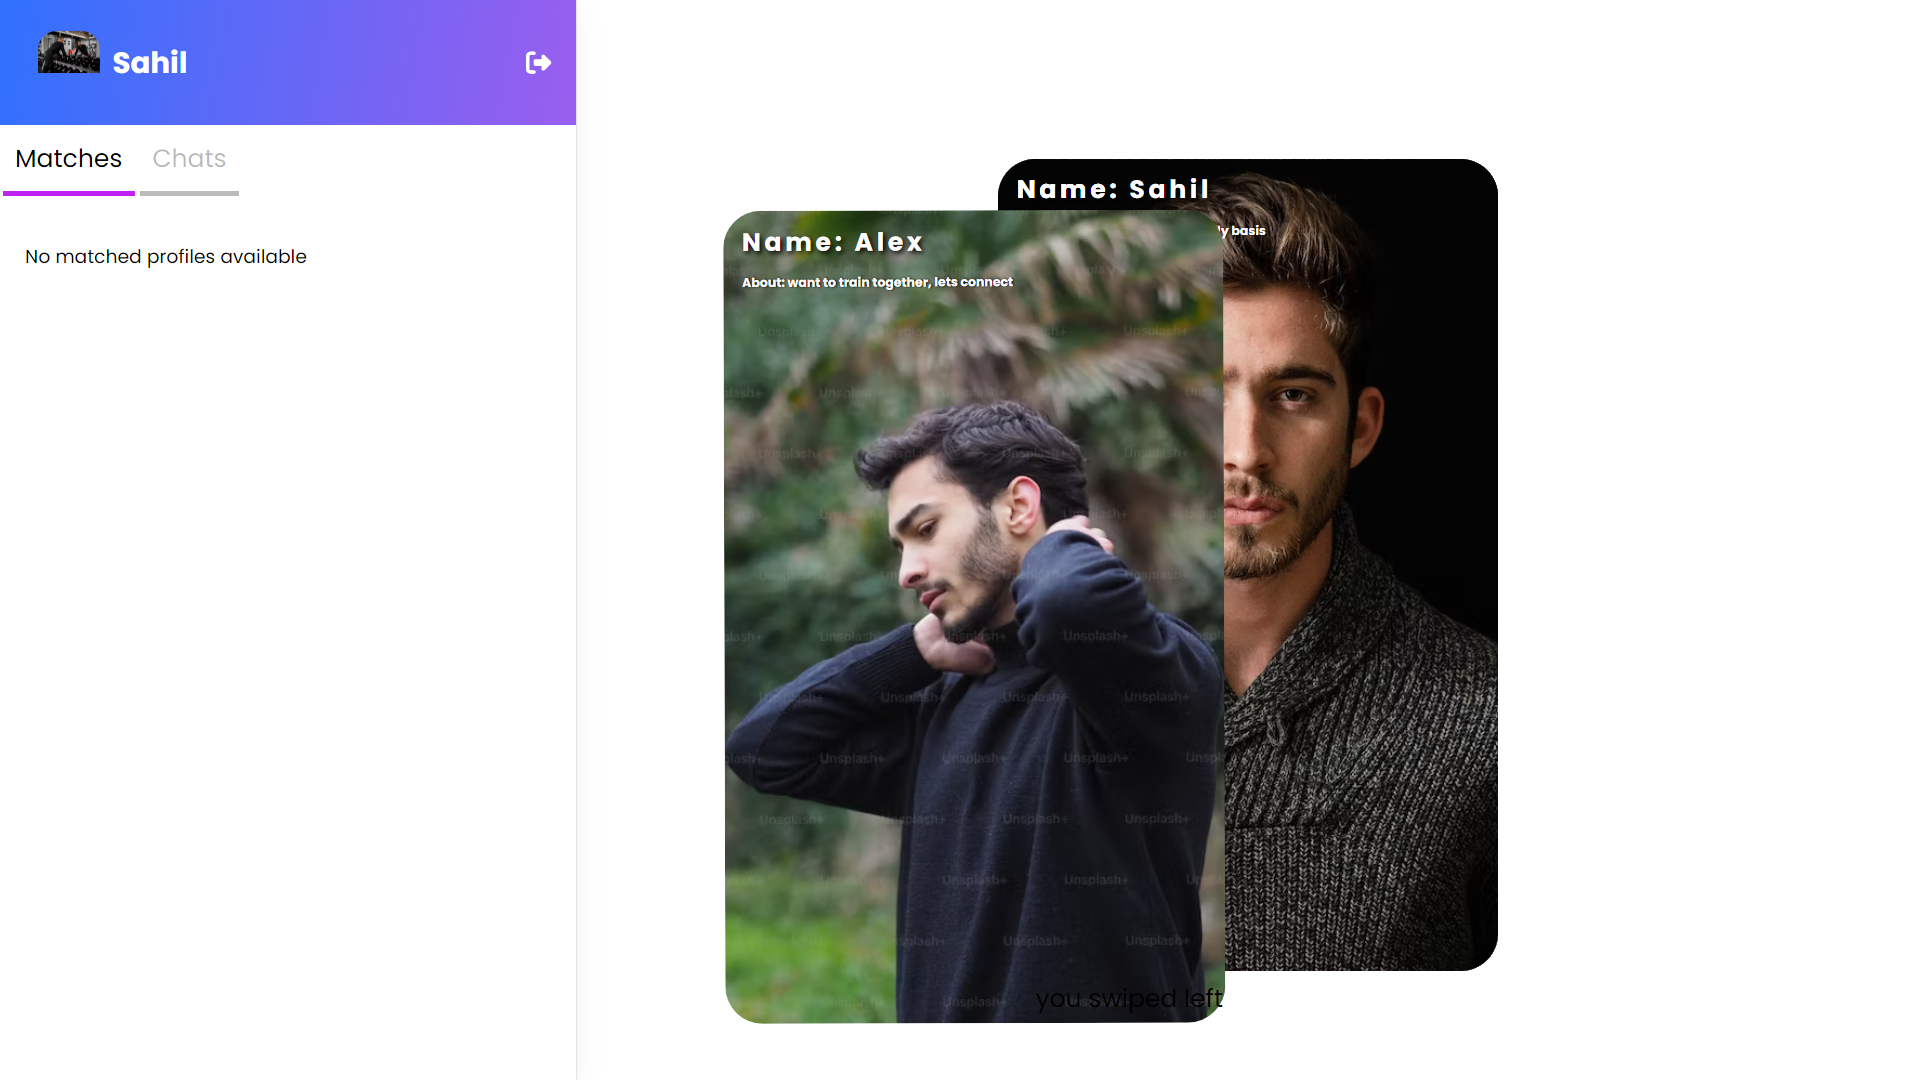 Sahil
Matches Chats
No matched profiles available
Name: Sahil
ly basis
Name: Alex
About: want to train together, lets connect
Unsplash+
you swiped left